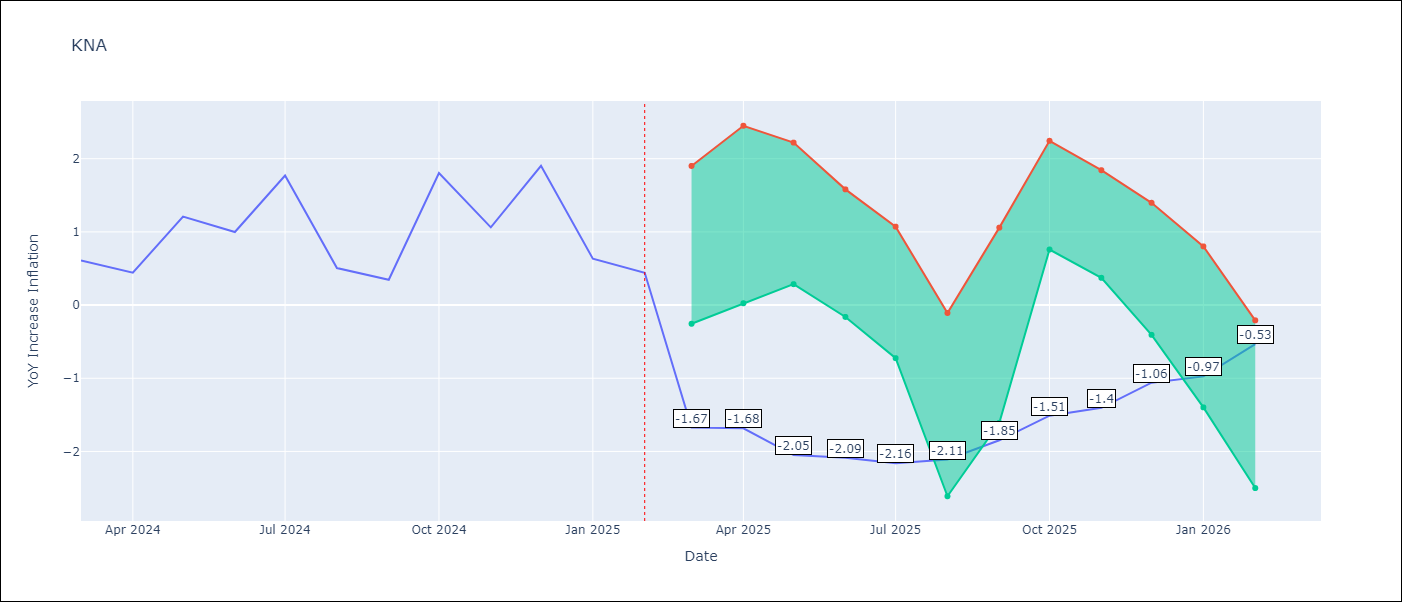 KNA
YoY Increase Inflation
2
1
0
−1
−2
-1.67
-1.68
-2.05
-2.09
-2.16
-2.11
-1.85
-1.51
-1.4
-1.06
-0.97
-0.53
Apr 2024
Jul 2024
Oct 2024
Jan 2025
Apr 2025
Jul 2025
Oct 2025
Jan 2026
Date